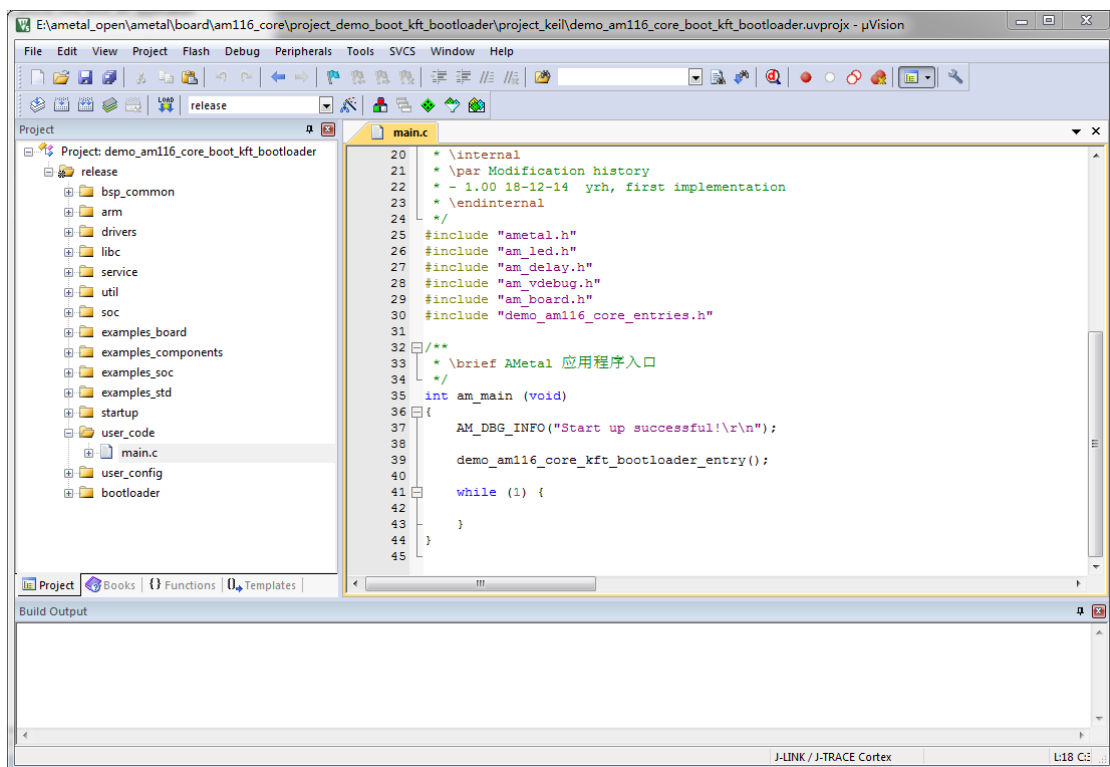 E:\ametal_open\ametal\board\am116_core\project_demo_boot_kft_bootloader\project_keil\demo_am116_core_boot_kft_bootloader.uvprojx - µVision
File Edit View Project Flash Debug Peripherals Tools SVCS Window Help
LOAD release
Project
main.c
Project: demo_am116_core_boot_kft_bootloader
release
bsp_common
arm
drivers
libc
service
util
soc
examples_board
examples_components
examples_soc
examples_std
startup
user_code
main.c
user_config
bootloader
Project Books {} Functions Templates
20 * \internal
21 * \par Modification history
22 * - 1.00 18-12-14 yrh, first implementation
23 * \endinternal
24 */
25 #include "ametal.h"
26 #include "am_led.h"
27 #include "am_delay.h"
28 #include "am_vdebug.h"
29 #include "am_board.h"
30 #include "demo_am116_core_entries.h"
31
32 /**
33 * \brief AMetal 应用程序入口
34 */
35 int am_main (void)
36 {
37 AM_DBG_INFO("Start up successful!\r\n");
38
39 demo_am116_core_kft_bootloader_entry();
40
41 while (1) {
42
43 }
44 }
45
Build Output
J-LINK / J-TRACE Cortex L:18 C: